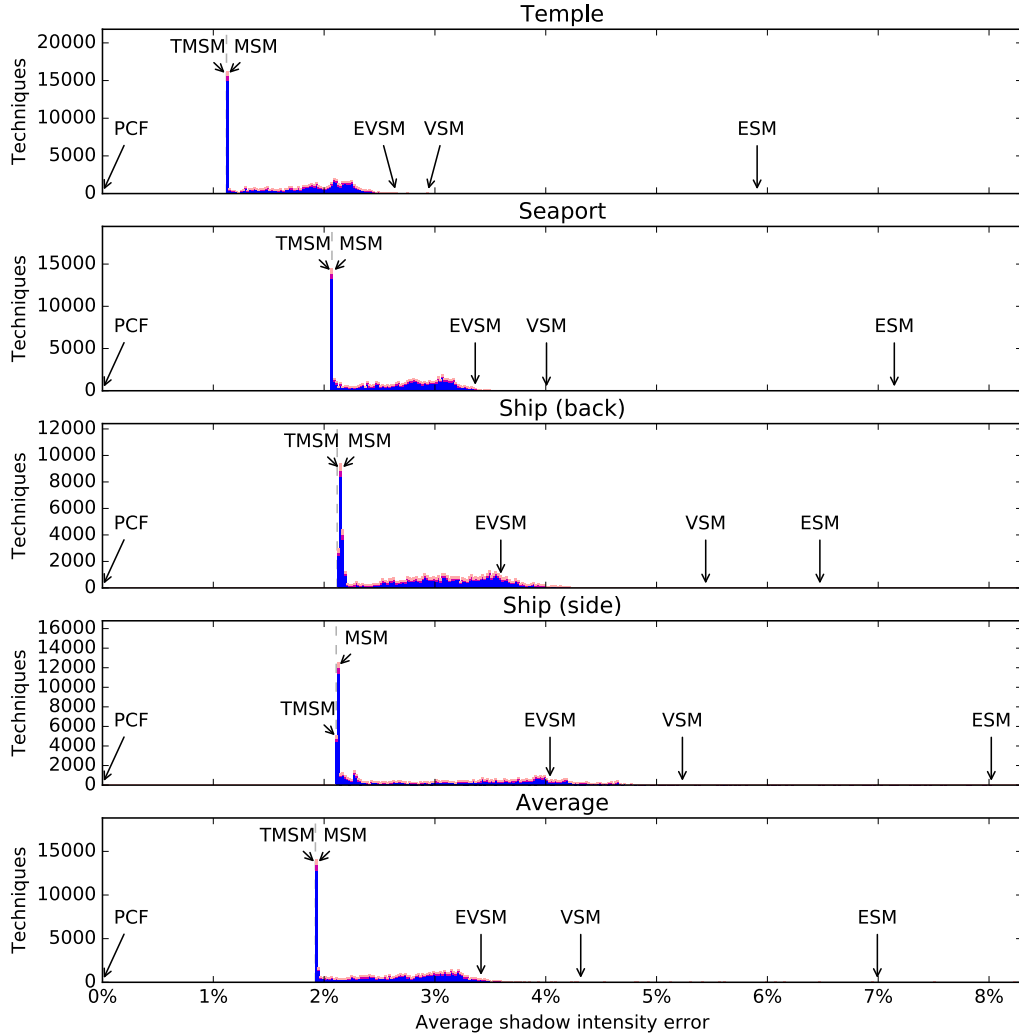 Temple
20000
TMSM MSM
15000
Techniques
10000
PCF EVSM VSM ESM
5000
0
Seaport
TMSM MSM
15000
Techniques
10000
PCF EVSM VSM ESM
5000
0
Ship (back)
12000
TMSM MSM
10000
8000
Techniques
6000
PCF EVSM VSM ESM
4000
2000
0
Ship (side)
16000
MSM
14000
12000
10000
Techniques
8000
TMSM
6000
PCF EVSM VSM ESM
4000
2000
0
Average
TMSM MSM
15000
Techniques
10000
PCF EVSM VSM ESM
5000
0
0% 1% 2% 3% 4% 5% 6% 7% 8%
Average shadow intensity error